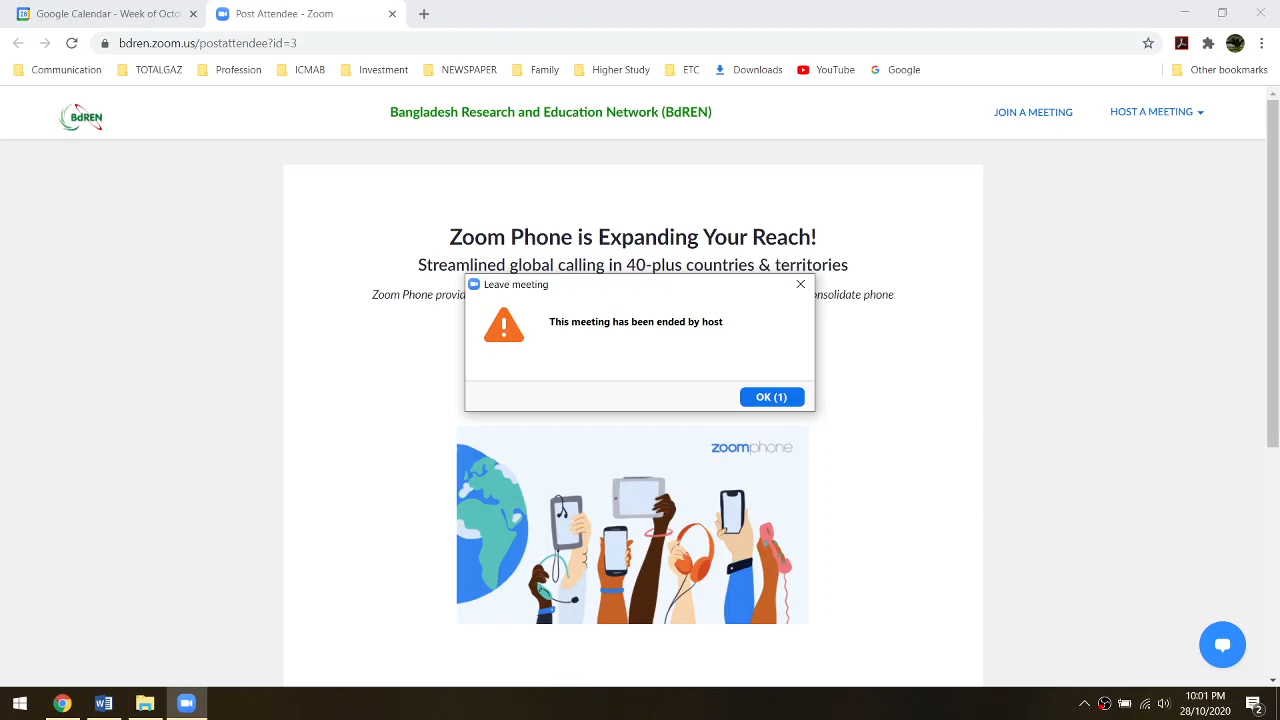 Google Calendar - Week of Octo
Post Attendee - Zoom
bdren.zoom.us/postattendee?id=3
Communication TOTALGAZ Profession ICMAB Investment NEWSPAPER Family Higher Study ETC Downloads YouTube Google Other bookmarks
BdREN
Bangladesh Research and Education Network (BdREN)
JOIN A MEETING
HOST A MEETING
Zoom Phone is Expanding Your Reach!
Streamlined global calling in 40-plus countries & territories
Zoom Phone provid
onsolidate phone
Leave meeting
This meeting has been ended by host
OK (1)
zoomphone
10:01 PM
28/10/2020
2